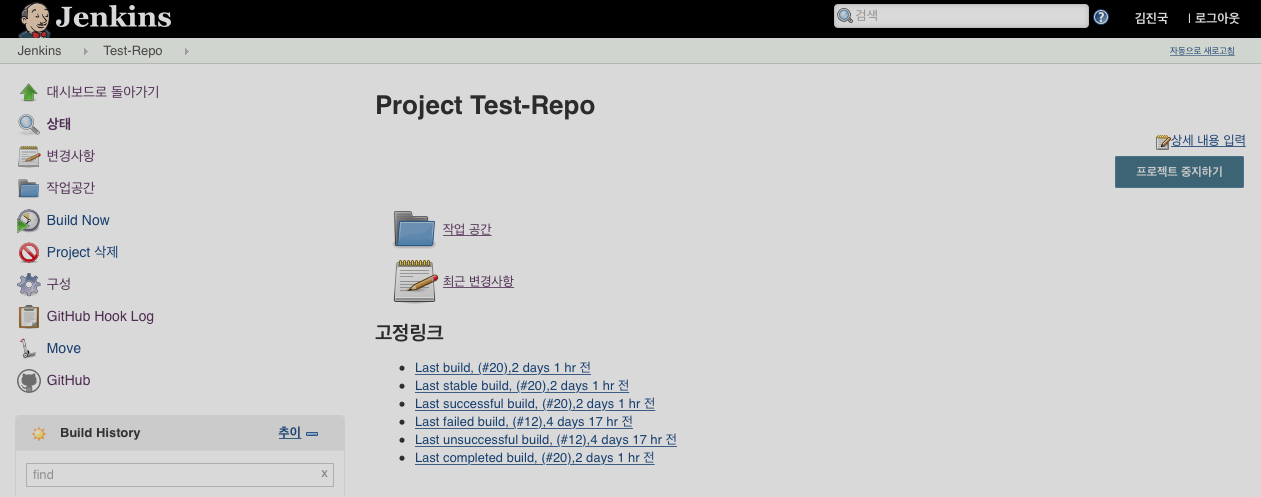 Jenkins
검색
김진국
| 로그아웃
Jenkins
Test-Repo
자동으로 새로고침
대시보드로 돌아가기
상태
변경사항
작업공간
Build Now
Project 삭제
구성
GitHub Hook Log
Move
GitHub
Build History
추이
find
x
Project Test-Repo
상세 내용 입력
프로젝트 중지하기
작업 공간
최근 변경사항
고정링크
Last build, (#20),2 days 1 hr 전
Last stable build, (#20),2 days 1 hr 전
Last successful build, (#20),2 days 1 hr 전
Last failed build, (#12),4 days 17 hr 전
Last unsuccessful build, (#12),4 days 17 hr 전
Last completed build, (#20),2 days 1 hr 전